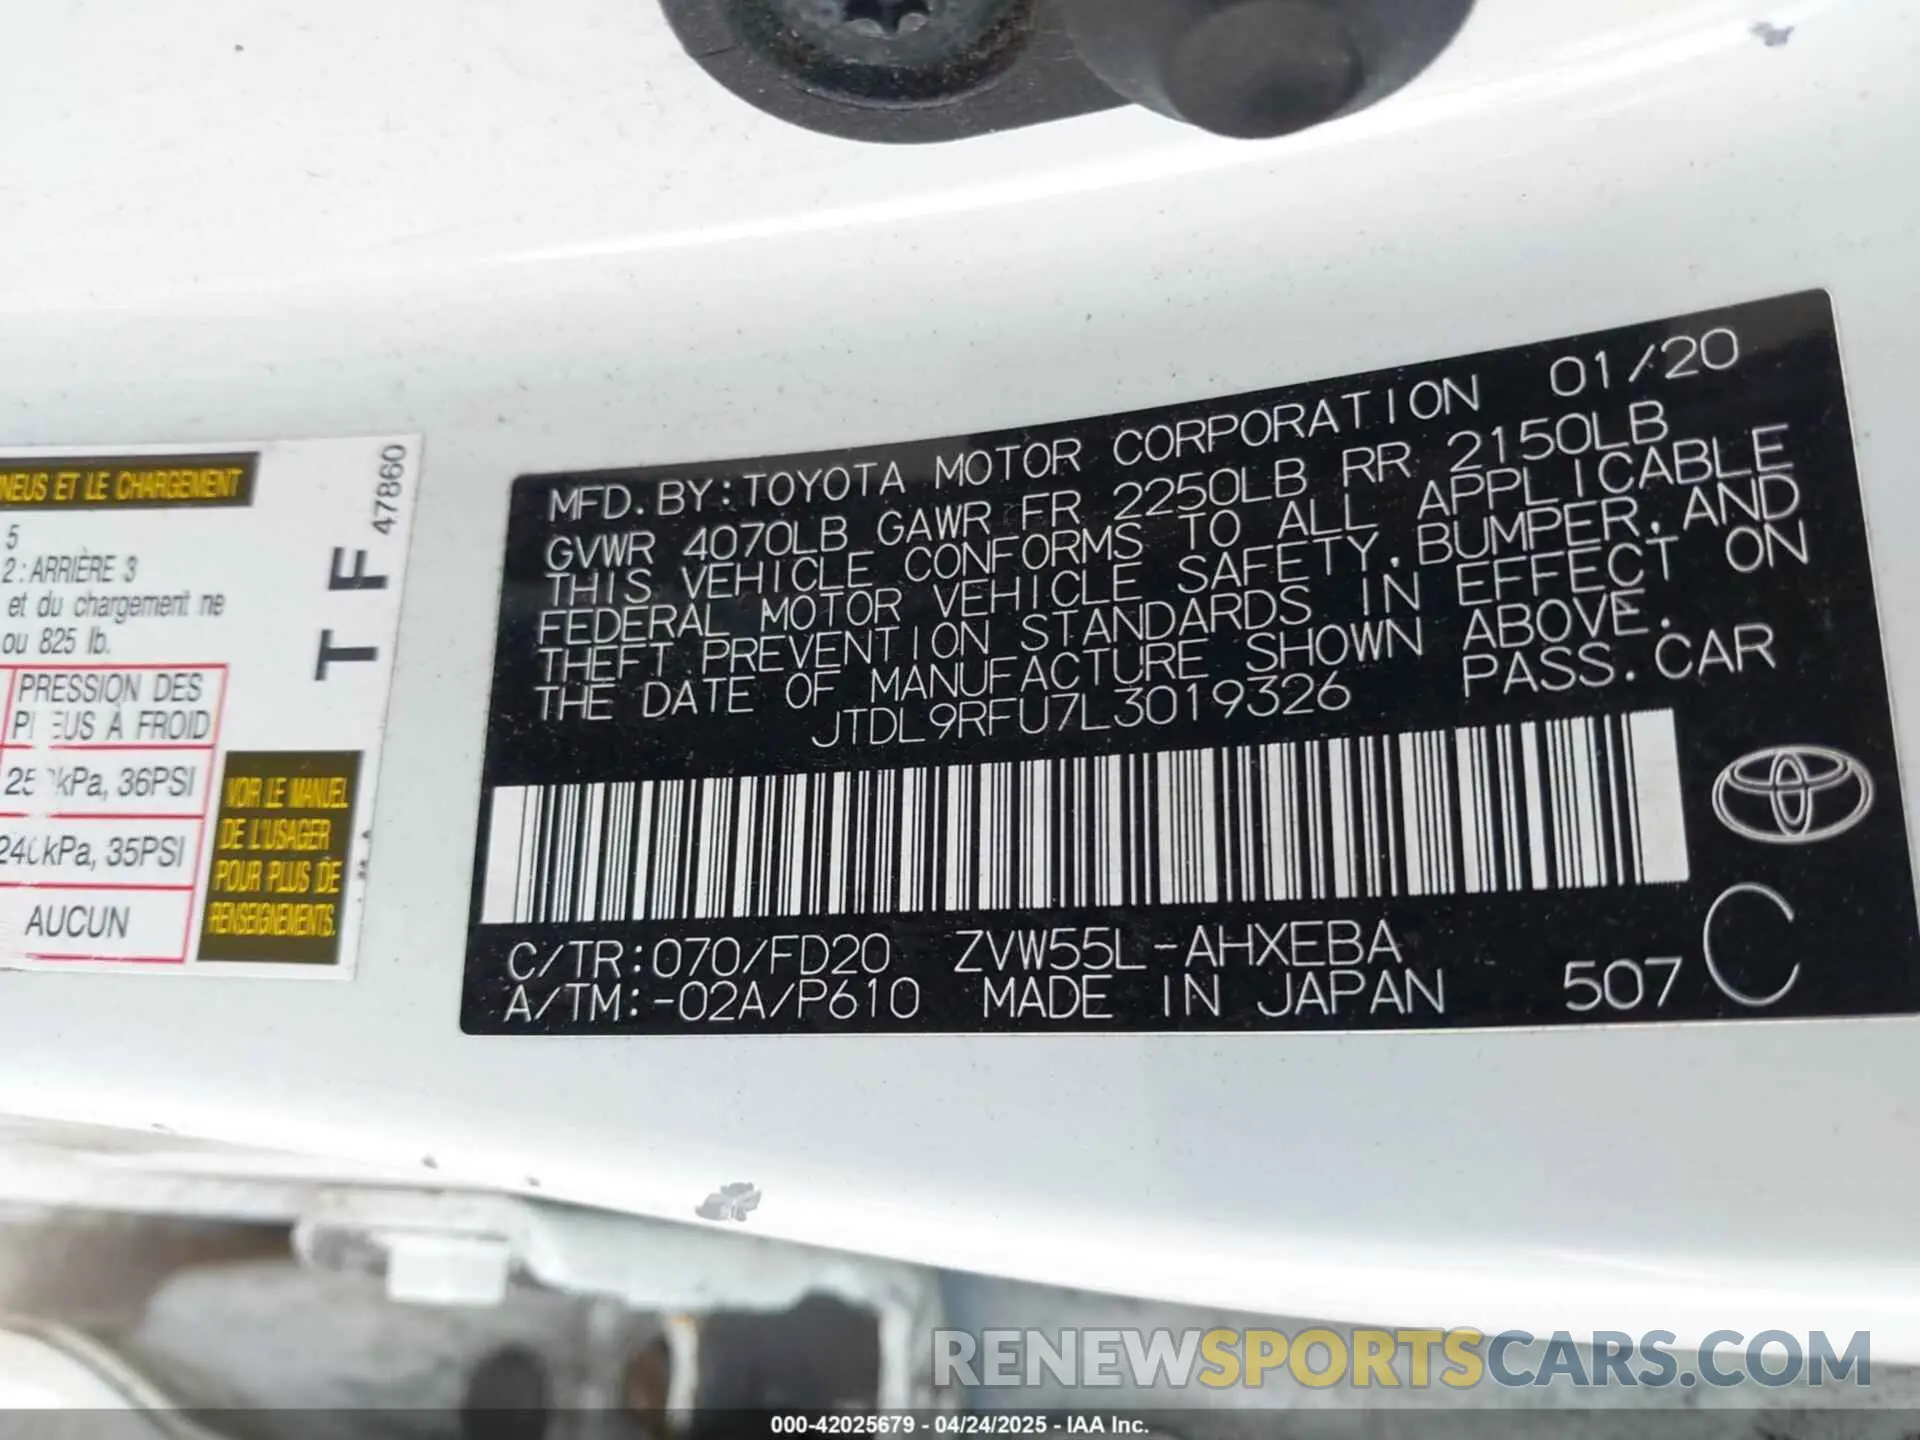 NEUS ET LE CHARGEMENT
5
2: ARRIÈRE 3
et du chargement ne
ou 825 lb.
PRESSION DES
À FROID
kPa, 36PSI
kPa, 35PSI
AUCUN
T F 47860
VOIR LE MANUEL
DE L'USAGER
POUR PLUS DE
RENSEIGNEMENTS.
MFD. BY: TOYOTA MOTOR CORPORATION 01/20
GVWR 4070LB GAWR FR 2250LB RR 2150LB
THIS VEHICLE CONFORMS TO ALL APPLICABLE
FEDERAL MOTOR VEHICLE SAFETY, BUMPER, AND
THEFT PREVENTION STANDARDS IN EFFECT ON
THE DATE OF MANUFACTURE SHOWN ABOVE.
JTDL9RFU7L3019326 PASS. CAR
C/TR:070/FD20 ZVW55L-AHXEBA
A/TM:-02A/P610 MADE IN JAPAN 507 C
RENEWSPORTSCARS.COM
000-42025679 - 04/24/2025 - IAA Inc.